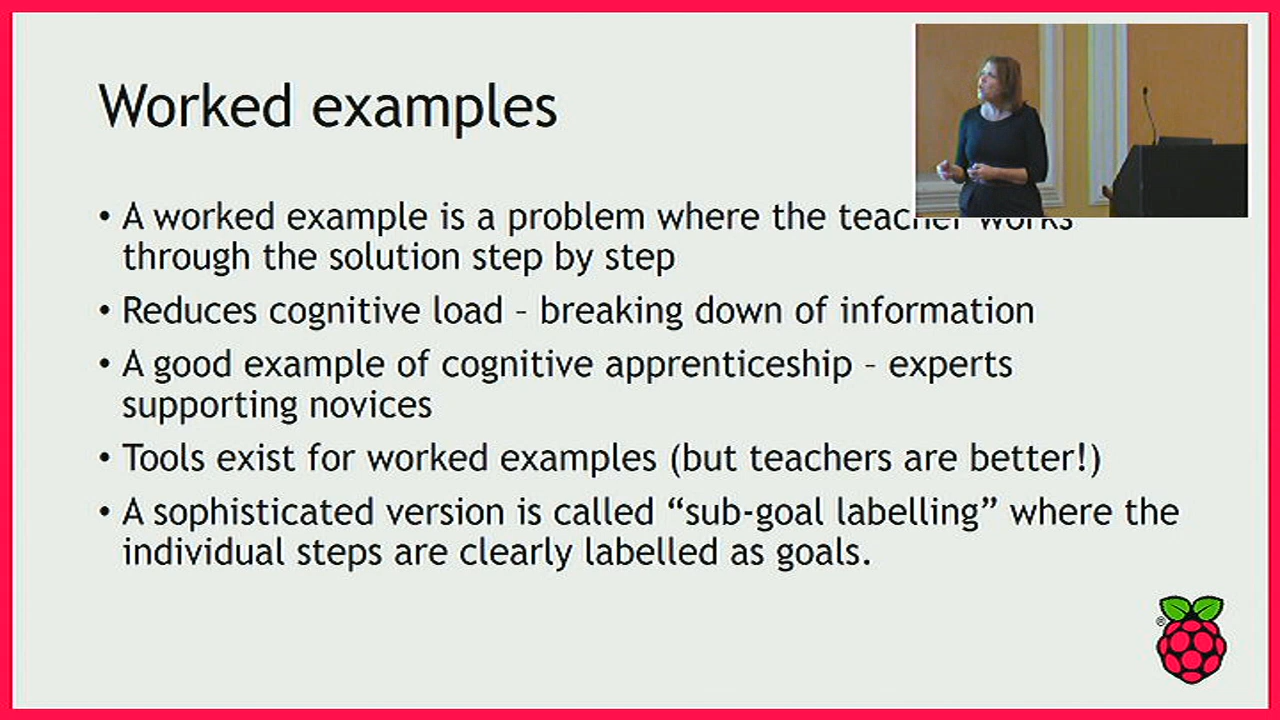 Worked examples
• A worked example is a problem where the teacher works
through the solution step by step
• Reduces cognitive load – breaking down of information
• A good example of cognitive apprenticeship – experts
supporting novices
• Tools exist for worked examples (but teachers are better!)
• A sophisticated version is called “sub-goal labelling” where the
individual steps are clearly labelled as goals.
®